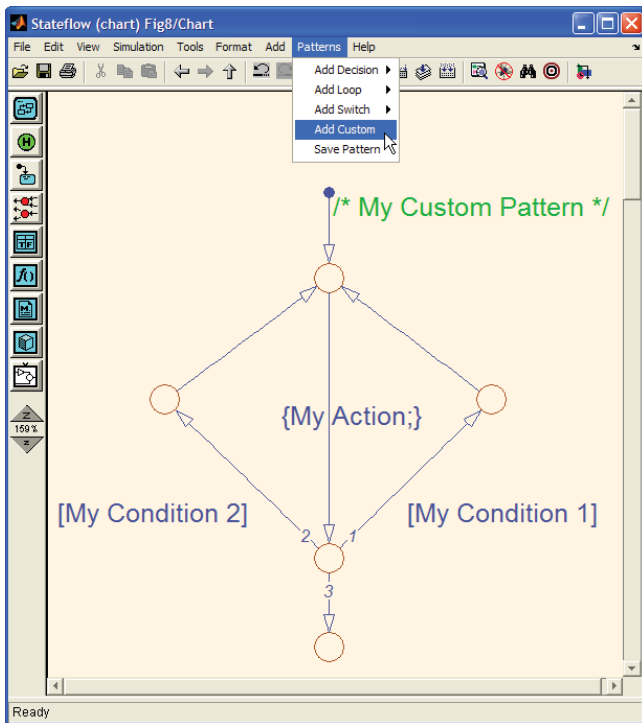 Stateflow (chart) Fig8/Chart
File Edit View Simulation Tools Format Add Patterns Help
Add Decision
Add Loop
Add Switch
Add Custom
Save Pattern
/* My Custom Pattern */
{My Action;}
[My Condition 2] [My Condition 1]
2 1
3
Z
159%
z
Ready